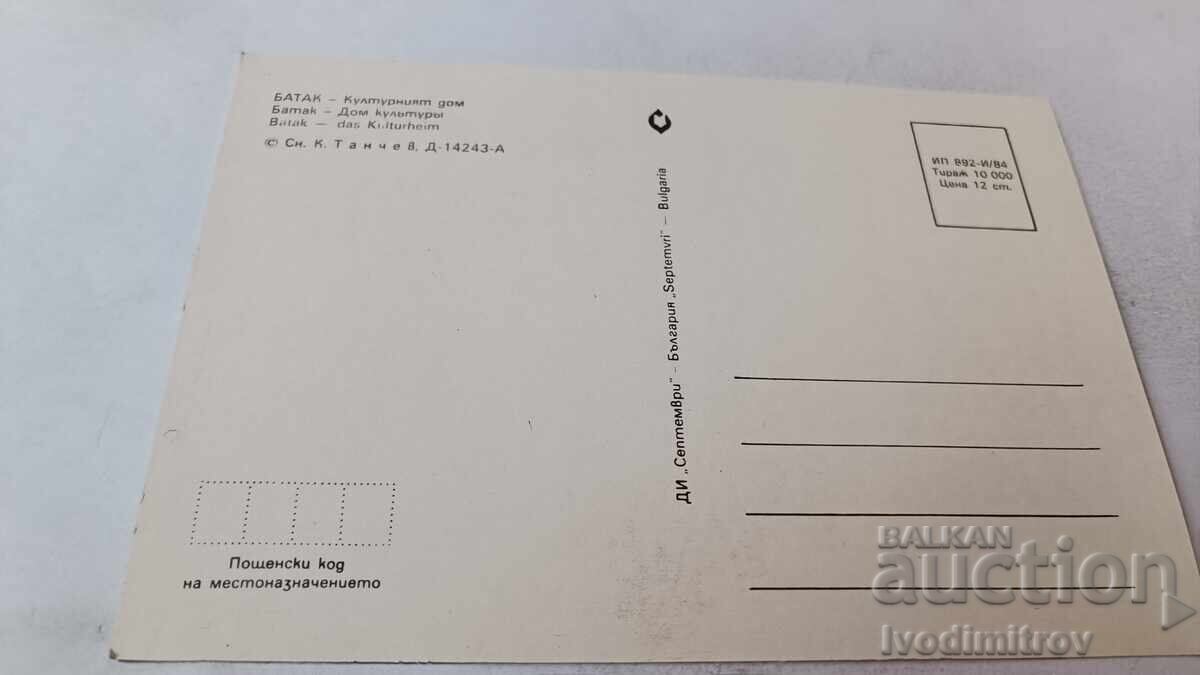 БАТАК – Културният дом
Батак – Дом культуры
Batak — das Kulturheim
© Сн. К. Танчев, Д-14243-А
ДИ „Септември" – България „Septemvri" – Bulgaria
ИП 892-И/84
Тираж 10 000
Цена 12 ст.
Пощенски код
на местоназначението
BALKAN
auction
Ivodimitrov